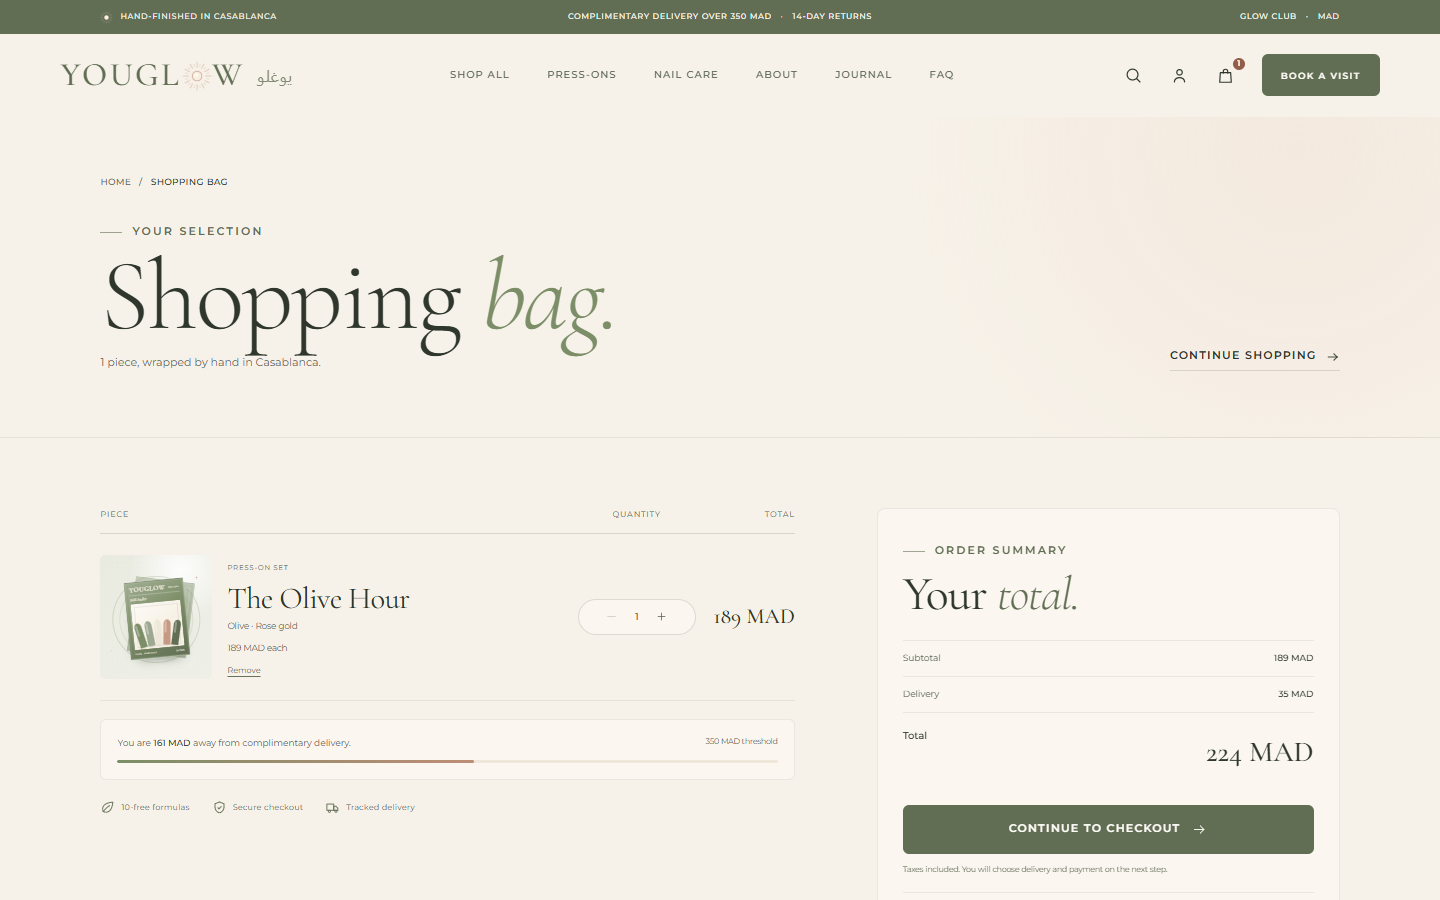 HAND-FINISHED IN CASABLANCA
COMPLIMENTARY DELIVERY OVER 350 MAD · 14-DAY RETURNS
GLOW CLUB · MAD
YOUGLOW يوغلو
SHOP ALL
PRESS-ONS
NAIL CARE
ABOUT
JOURNAL
FAQ
1
BOOK A VISIT
HOME / SHOPPING BAG
YOUR SELECTION
Shopping bag.
1 piece, wrapped by hand in Casablanca.
CONTINUE SHOPPING
PIECE
QUANTITY
TOTAL
YOUGLOW
PRESS-ON SET
The Olive Hour
Olive · Rose gold
189 MAD each
Remove
1
189 MAD
You are 161 MAD away from complimentary delivery.
350 MAD threshold
10-free formulas
Secure checkout
Tracked delivery
ORDER SUMMARY
Your total.
Subtotal
189 MAD
Delivery
35 MAD
Total
224 MAD
CONTINUE TO CHECKOUT
Taxes included. You will choose delivery and payment on the next step.